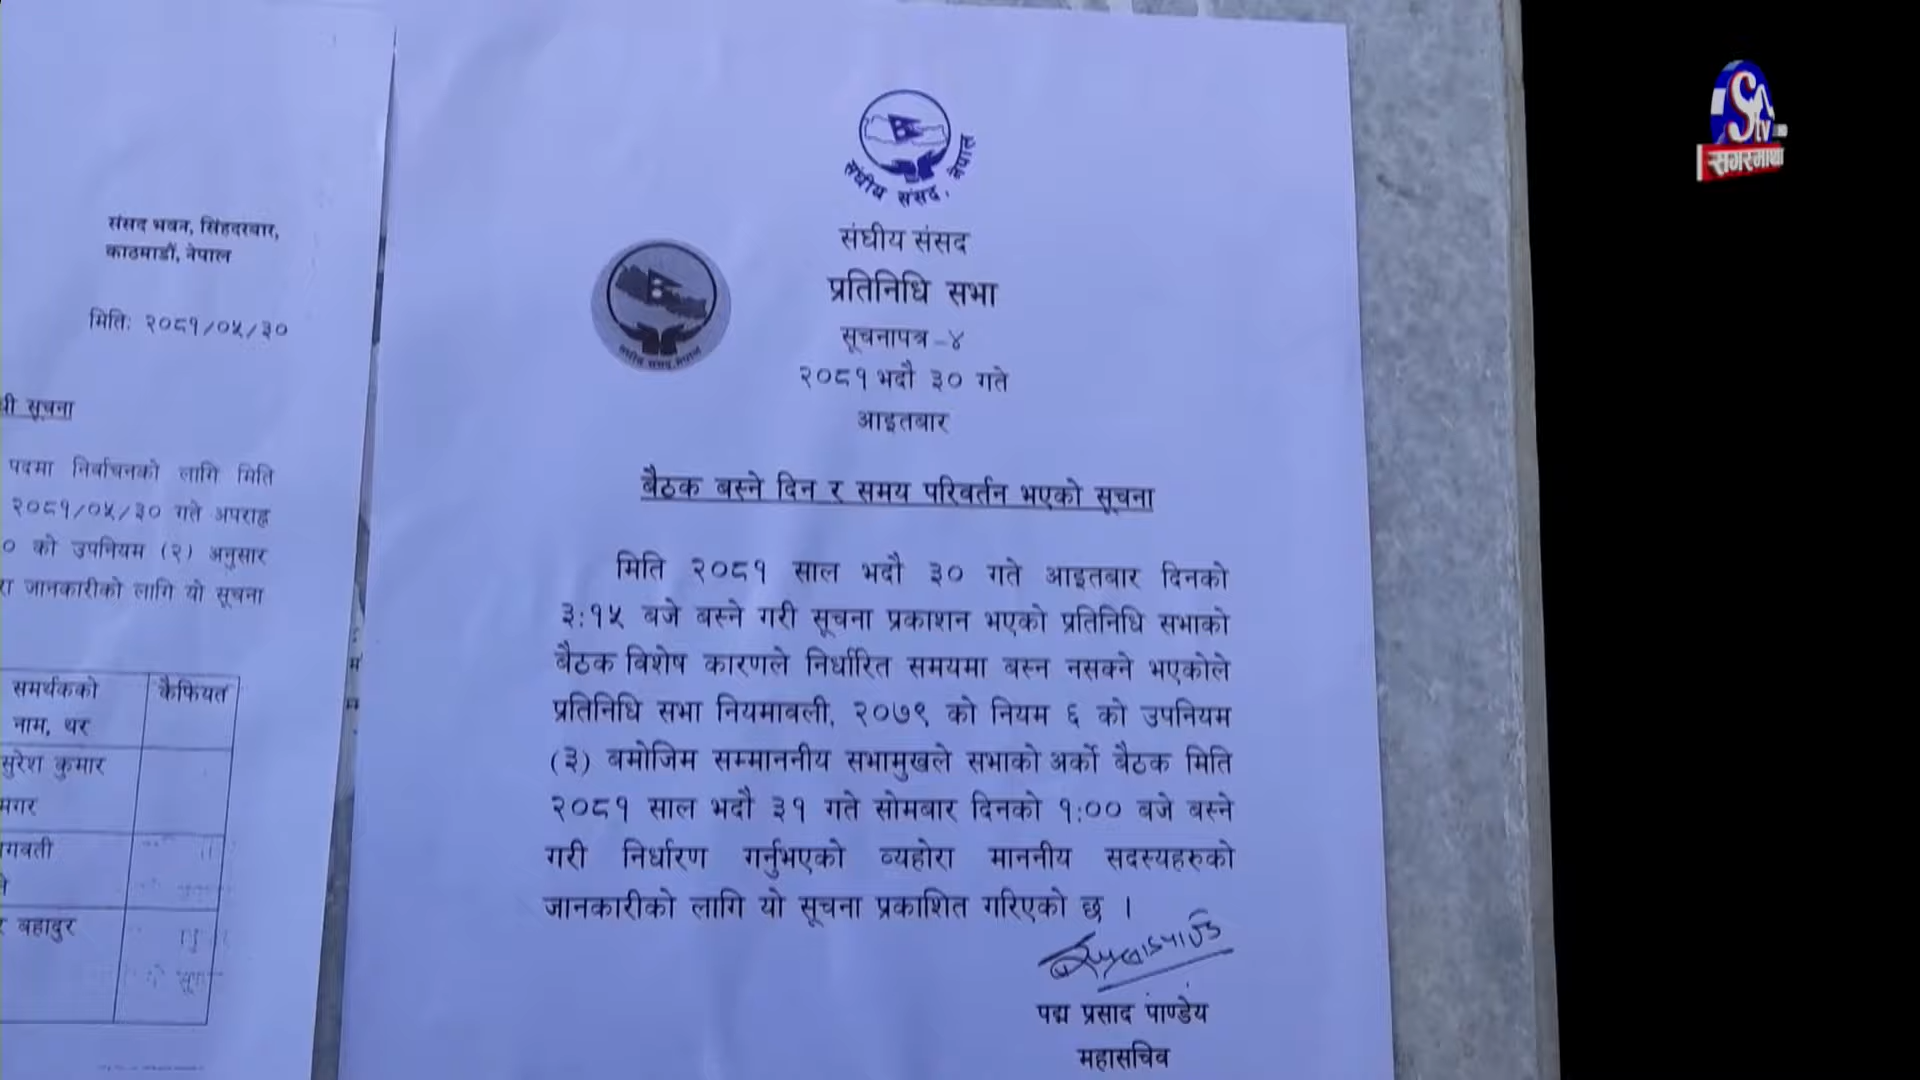 संसद भवन, सिंहदरबार,
काठमाडौं, नेपाल
मितिः २०८१/०५/३०
सूचना
पदमा निर्वाचनको लागि मिति
२०८१/०५/३० गते अपराह्न
० को उपनियम (२) अनुसार
जानकारीको लागि यो सूचना
समर्थकको
नाम, थर
कैफियत
सुरेश कुमार
मगर
बहादुर
संघीय संसद, नेपाल
संघीय संसद
प्रतिनिधि सभा
सूचनापत्र -४
२०८१ भदौ ३० गते
आइतबार
संघीय संसद, नेपाल
बैठक बस्ने दिन र समय परिवर्तन भएको सूचना
मिति २०८१ साल भदौ ३० गते आइतबार दिनको
३:१५ बजे बस्ने गरी सूचना प्रकाशन भएको प्रतिनिधि सभाको
बैठक विशेष कारणले निर्धारित समयमा बस्न नसक्ने भएकोले
प्रतिनिधि सभा नियमावली, २०७९ को नियम ६ को उपनियम
(३) बमोजिम सम्माननीय सभामुखले सभाको अर्को बैठक मिति
२०८१ साल भदौ ३१ गते सोमबार दिनको १:०० बजे बस्ने
गरी निर्धारण गर्नुभएको व्यहोरा माननीय सदस्यहरुको
जानकारीको लागि यो सूचना प्रकाशित गरिएको छ ।
पद्म प्रसाद पाण्डेय
महासचिव
S tv
सगरमाथा